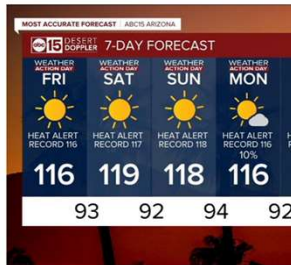 MOST ACCURATE FORECAST | ABC15 ARIZONA
abc 15 DESERT DOPPLER 7-DAY FORECAST
WEATHER ACTION DAY
FRI
HEAT ALERT
RECORD 116
116
93
WEATHER ACTION DAY
SAT
HEAT ALERT
RECORD 117
119
92
WEATHER ACTION DAY
SUN
HEAT ALERT
RECORD 118
118
94
WEATHER ACTION DAY
MON
HEAT ALERT
RECORD 116
10%
116
92